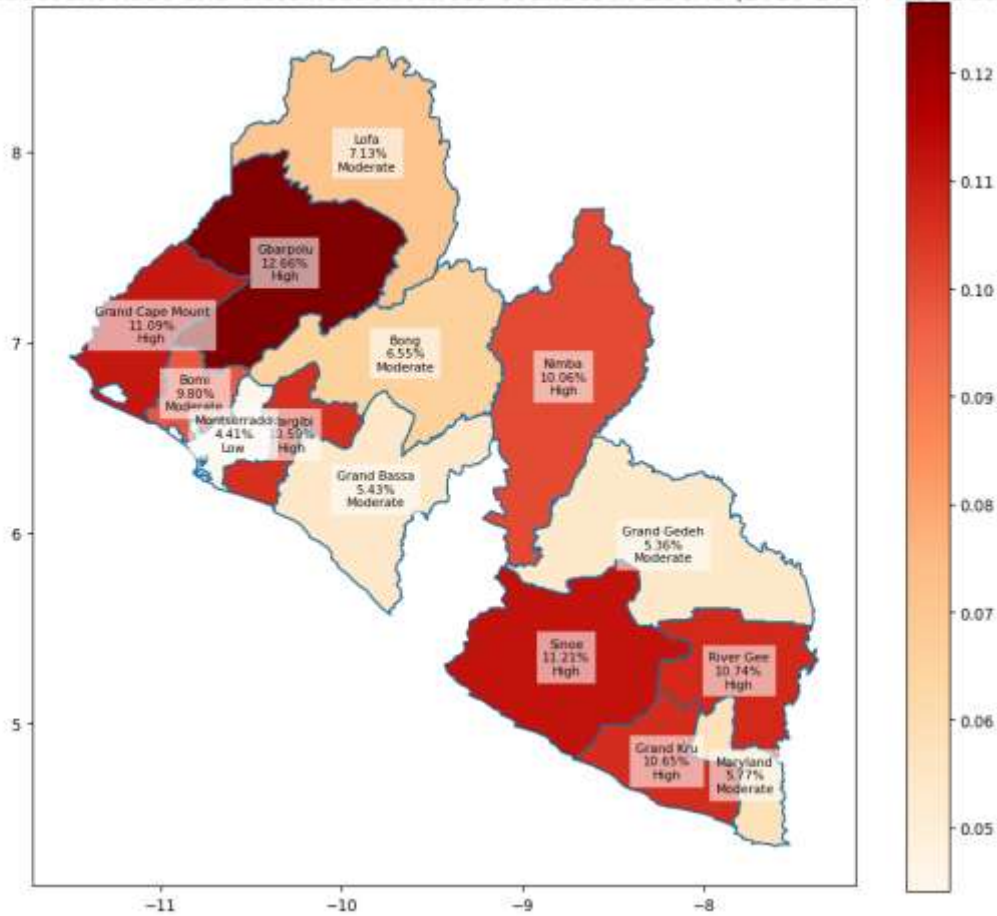 Lofa
7.13%
Moderate
Gbarpolu
12.66%
High
Grand Cape Mount
11.09%
High
Bong
6.55%
Moderate
Nimba
10.06%
High
Bomi
9.80%
Moderate
Montserrado
4.41%
Low
High
Grand Bassa
5.43%
Moderate
Grand Gedeh
5.36%
Moderate
Sinoe
11.21%
High
River Gee
10.74%
High
Grand Kru
10.65%
High
Maryland
5.77%
Moderate
8
7
6
5
−11
−10
−9
−8
0.12
0.11
0.10
0.09
0.08
0.07
0.06
0.05